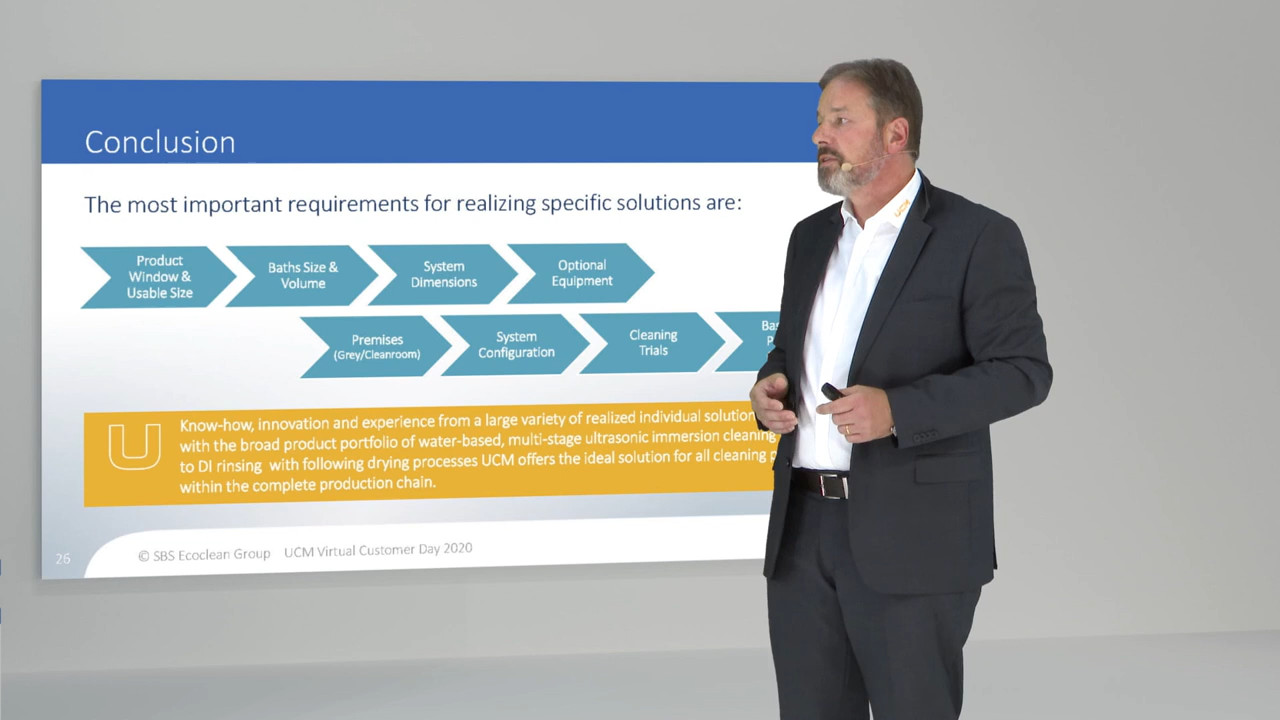 Conclusion
The most important requirements for realizing specific solutions are:
Product
Window &
Usable Size
Baths Size &
Volume
System
Dimensions
Optional
Equipment
Premises
(Grey/Cleanroom)
System
Configuration
Cleaning
Trials
Know-how, innovation and experience from a large variety of realized individual
with the broad product portfolio of water-based, multi-stage ultrasonic immersion cleaning
to DI rinsing with following drying processes UCM offers the ideal solution for all cleaning
within the complete production chain.
U
26
© SBS Ecoclean Group UCM Virtual Customer Day 2020
UCM